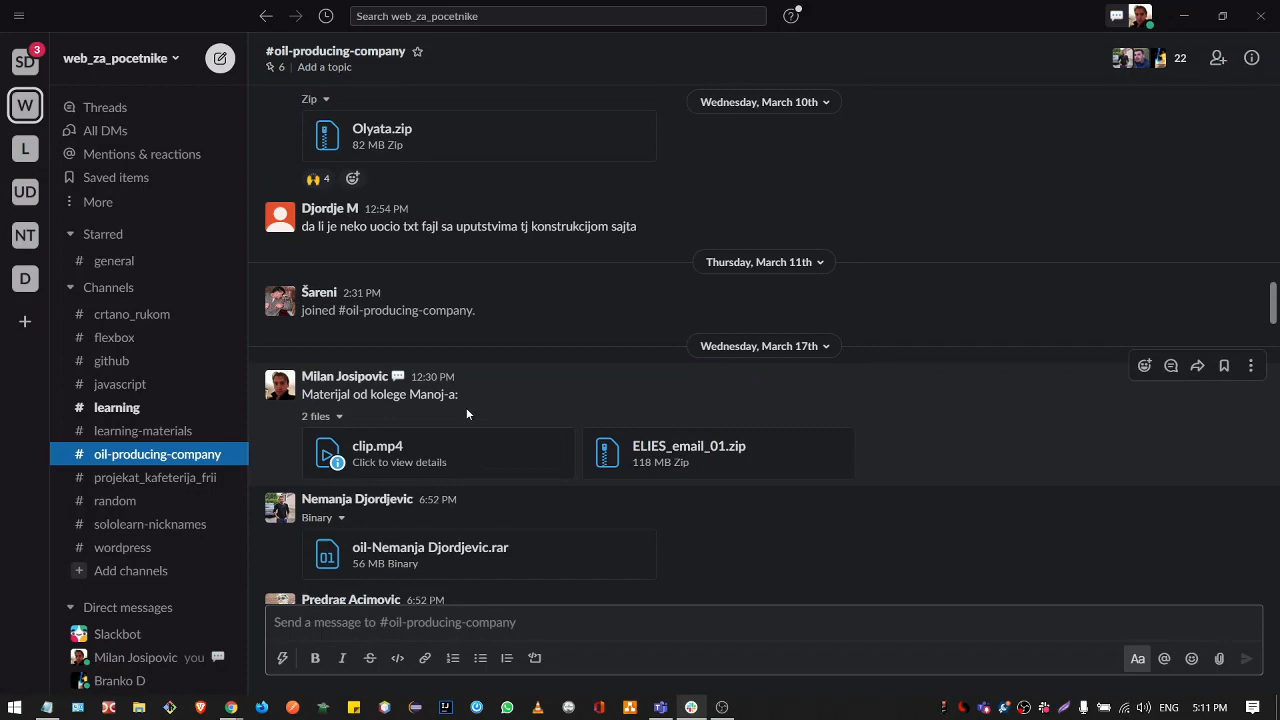 Search web_za_pocetnike
SD
3
web_za_pocetnike
#oil-producing-company
6
Add a topic
22
W
L
UD
NT
D
Threads
All DMs
Mentions & reactions
Saved items
More
Starred
# general
Channels
# crtano_rukom
# flexbox
# github
# javascript
# learning
# learning-materials
# oil-producing-company
# projekat_kafeterija_frii
# random
# sololearn-nicknames
# wordpress
+ Add channels
Direct messages
Slackbot
Milan Josipovic you
Branko D
Wednesday, March 10th
Zip
Olyata.zip
82 MB Zip
4
Djordje M 12:54 PM
da li je neko uocio txt fajl sa uputstvima tj konstrukcijom sajta
Thursday, March 11th
Šareni 2:31 PM
joined #oil-producing-company.
Wednesday, March 17th
Milan Josipovic 12:30 PM
Materijal od kolege Manoj-a:
2 files
clip.mp4
Click to view details
ELIES_email_01.zip
118 MB Zip
Nemanja Djordjevic 6:52 PM
Binary
01
oil-Nemanja Djordjevic.rar
56 MB Binary
Predrag Acimovic 6:52 PM
Send a message to #oil-producing-company
B I S
Aa @
5:11 PM